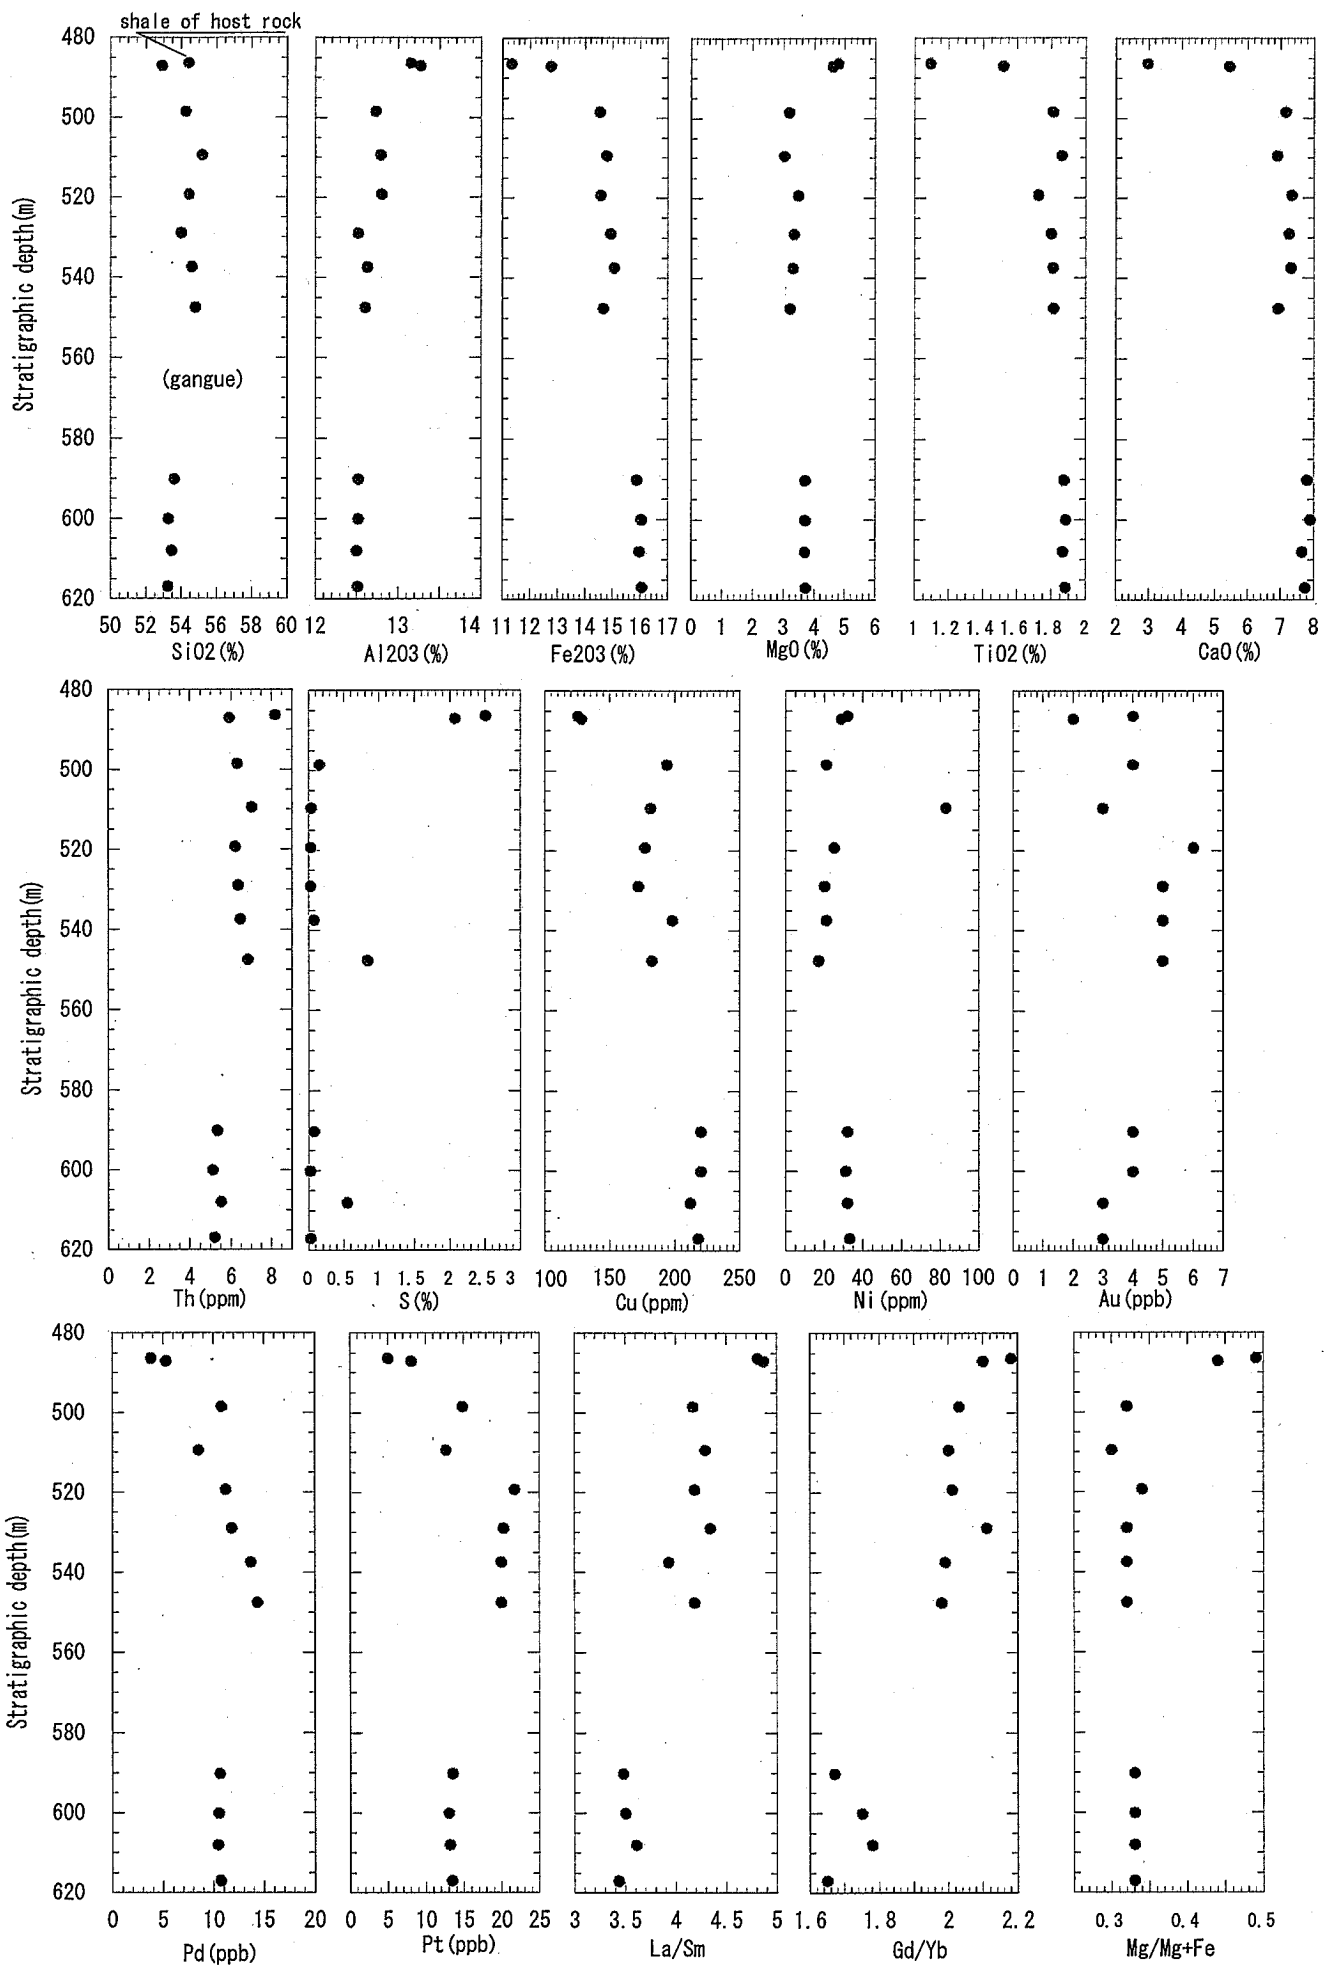 shale of host rock
480
500
520
540
560
580
600
620
Stratigraphic depth(m)
(gangue)
50 52 54 56 58 60
12 13 14
11 12 13 14 15 16 17
0 1 2 3 4 5 6
1 1.2 1.4 1.6 1.8 2
2 3 4 5 6 7 8
SiO2(%)
Al2O3(%)
Fe2O3(%)
MgO(%)
TiO2(%)
CaO(%)
480
500
520
540
560
580
600
620
Stratigraphic depth(m)
0 2 4 6 8
0 0.5 1 1.5 2 2.5 3
100 150 200 250
0 20 40 60 80 100
0 1 2 3 4 5 6 7
Th(ppm)
S(%)
Cu(ppm)
Ni(ppm)
Au(ppb)
480
500
520
540
560
580
600
620
Stratigraphic depth(m)
0 5 10 15 20
0 5 10 15 20 25
3 3.5 4 4.5 5
1.6 1.8 2 2.2
0.3 0.4 0.5
Pd(ppb)
Pt(ppb)
La/Sm
Gd/Yb
Mg/Mg+Fe